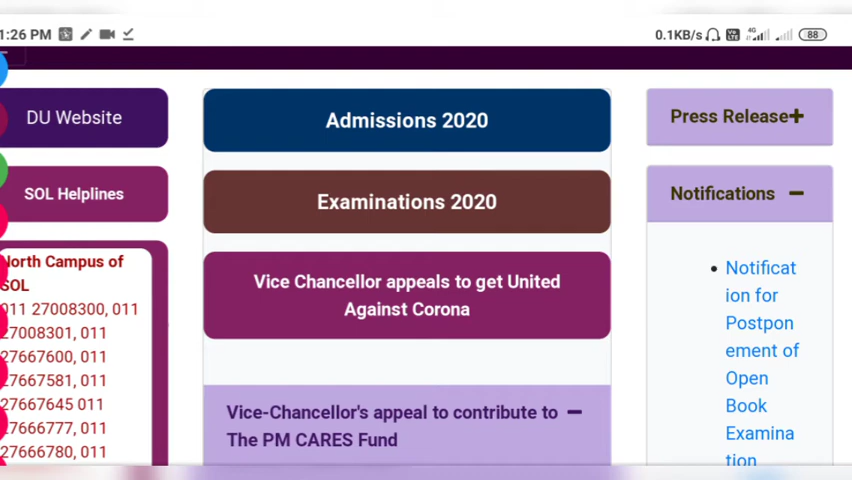 1:26 PM
0.1KB/s
4G
88
DU Website
SOL Helplines
North Campus of
SOL
011 27008300, 011
27008301, 011
27667600, 011
27667581, 011
27667645 011
27666777, 011
27666780, 011
Admissions 2020
Examinations 2020
Vice Chancellor appeals to get United
Against Corona
Vice-Chancellor's appeal to contribute to
The PM CARES Fund
Press Release
Notifications
Notificat
ion for
Postpon
ement of
Open
Book
Examina
tion